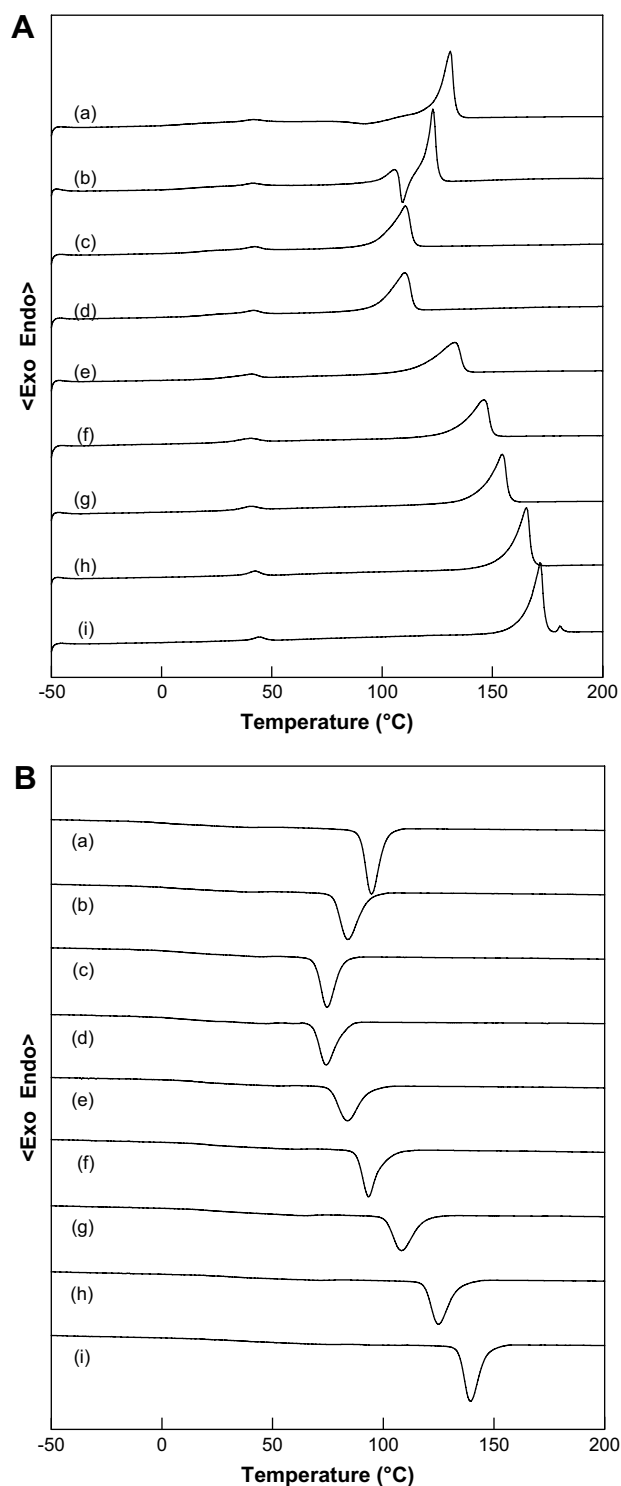 A
(a)
(b)
(c)
(d)
(e)
(f)
(g)
(h)
(i)
<Exo Endo>
-50 0 50 100 150 200
Temperature (°C)
B
(a)
(b)
(c)
(d)
(e)
(f)
(g)
(h)
(i)
<Exo Endo>
-50 0 50 100 150 200
Temperature (°C)